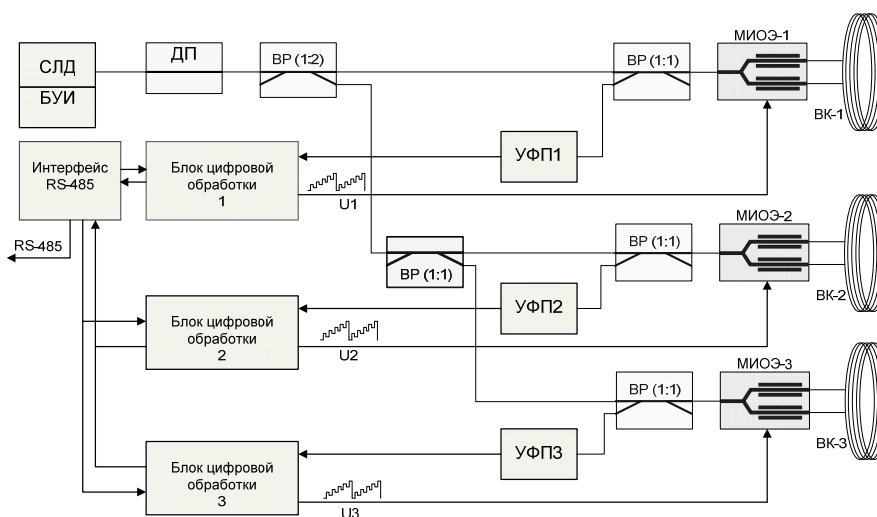 СЛД
БУИ
ДП
ВР (1:2)
ВР (1:1)
МИОЭ-1
ВК-1
Интерфейс
RS-485
Блок цифровой
обработки
1
УФП1
U1
RS-485
ВР (1:1)
ВР (1:1)
МИОЭ-2
ВК-2
Блок цифровой
обработки
2
УФП2
U2
ВР (1:1)
МИОЭ-3
ВК-3
Блок цифровой
обработки
3
УФП3
U3